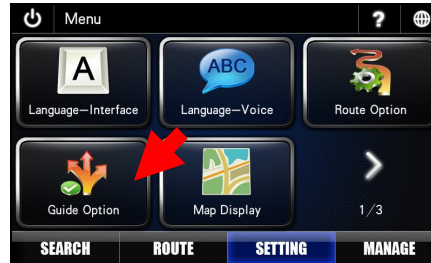 Menu
?
A
ABC
Language—Interface
Language—Voice
Route Option
Guide Option
Map Display
1/3
SEARCH
ROUTE
SETTING
MANAGE